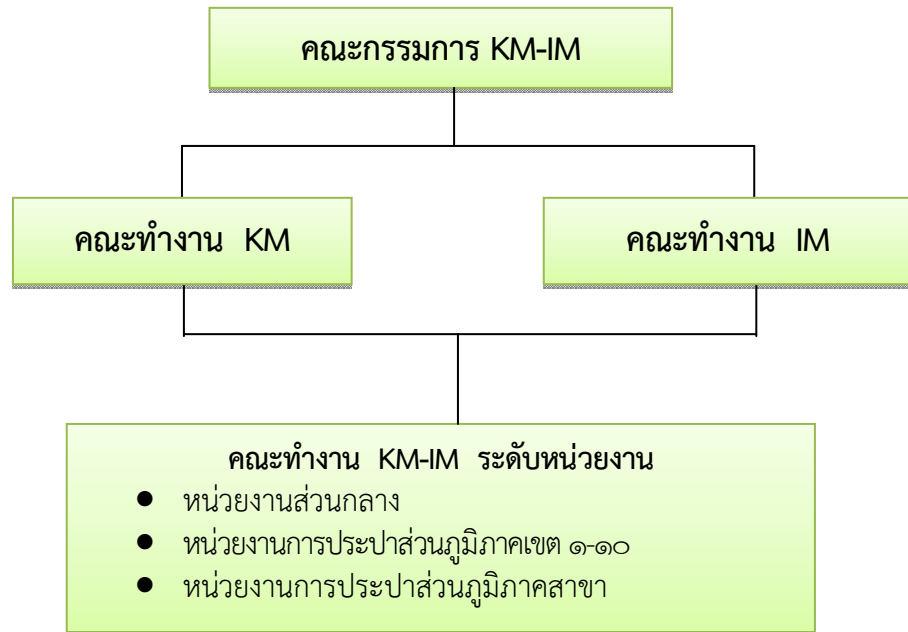 คณะกรรมการ KM-IM
คณะทำงาน KM
คณะทำงาน IM
คณะทำงาน KM-IM ระดับหน่วยงาน
● หน่วยงานส่วนกลาง
● หน่วยงานการประปาส่วนภูมิภาคเขต ๑-๑๐
● หน่วยงานการประปาส่วนภูมิภาคสาขา